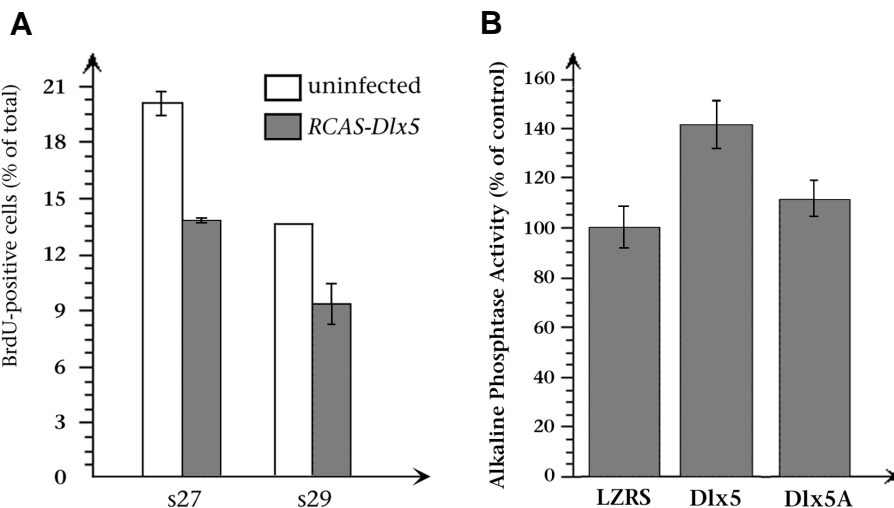 A
BrdU-positive cells (% of total)
21
18
15
12
9
6
3
0
uninfected
RCAS-Dlx5
s27
s29
B
Alkaline Phosphtase Activity (% of control)
160
140
120
100
80
60
40
20
0
LZRS
Dlx5
Dlx5A